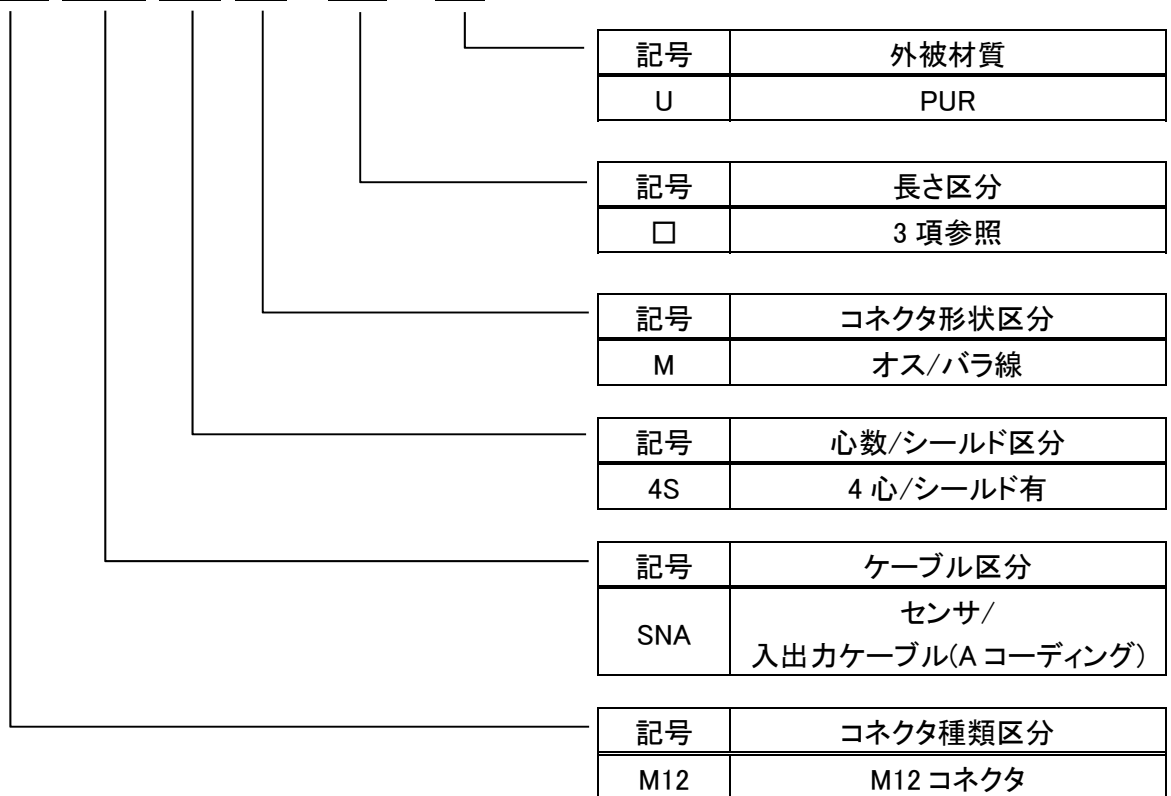 記号 外被材質
U PUR
記号 長さ区分
□ 3 項参照
記号 コネクタ形状区分
M オス/バラ線
記号 心数/シールド区分
4S 4 心/シールド有
記号 ケーブル区分
SNA センサ/
入出力ケーブル(A コーディング)
記号 コネクタ種類区分
M12 M12 コネクタ